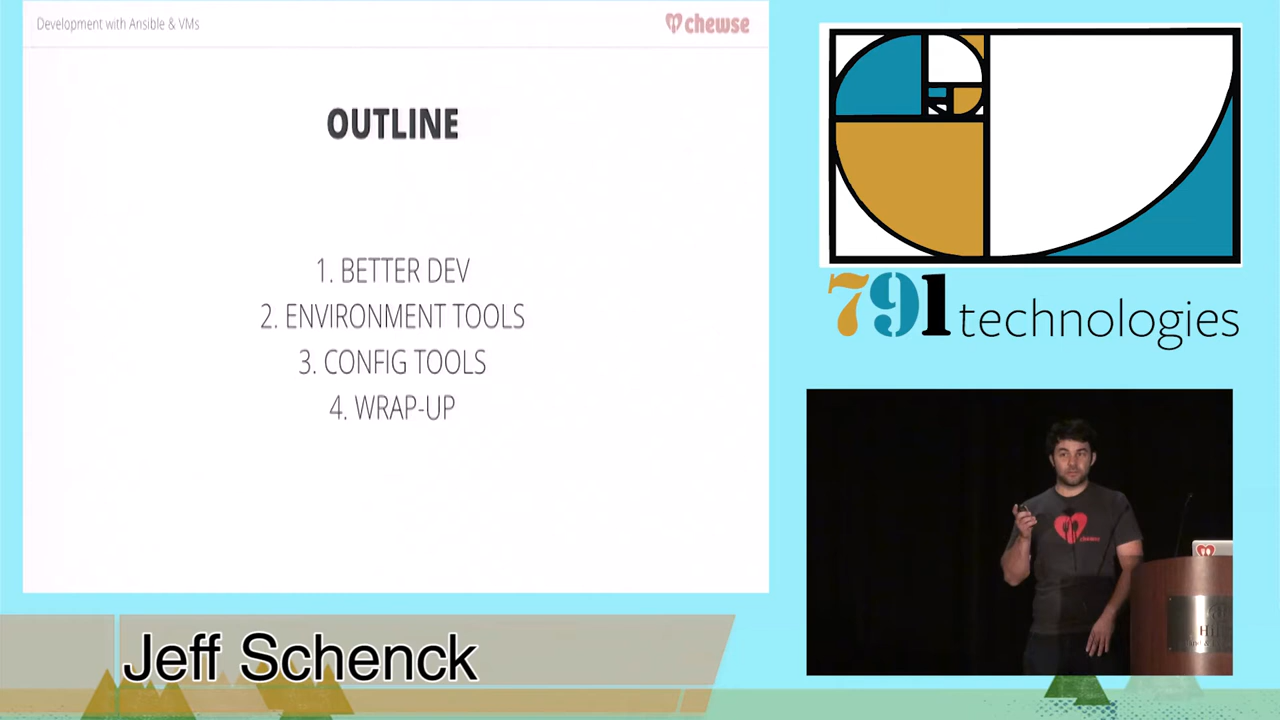 Development with Ansible & VMs
chewse
OUTLINE
1. BETTER DEV
2. ENVIRONMENT TOOLS
3. CONFIG TOOLS
4. WRAP-UP
791 technologies
Jeff Schenck